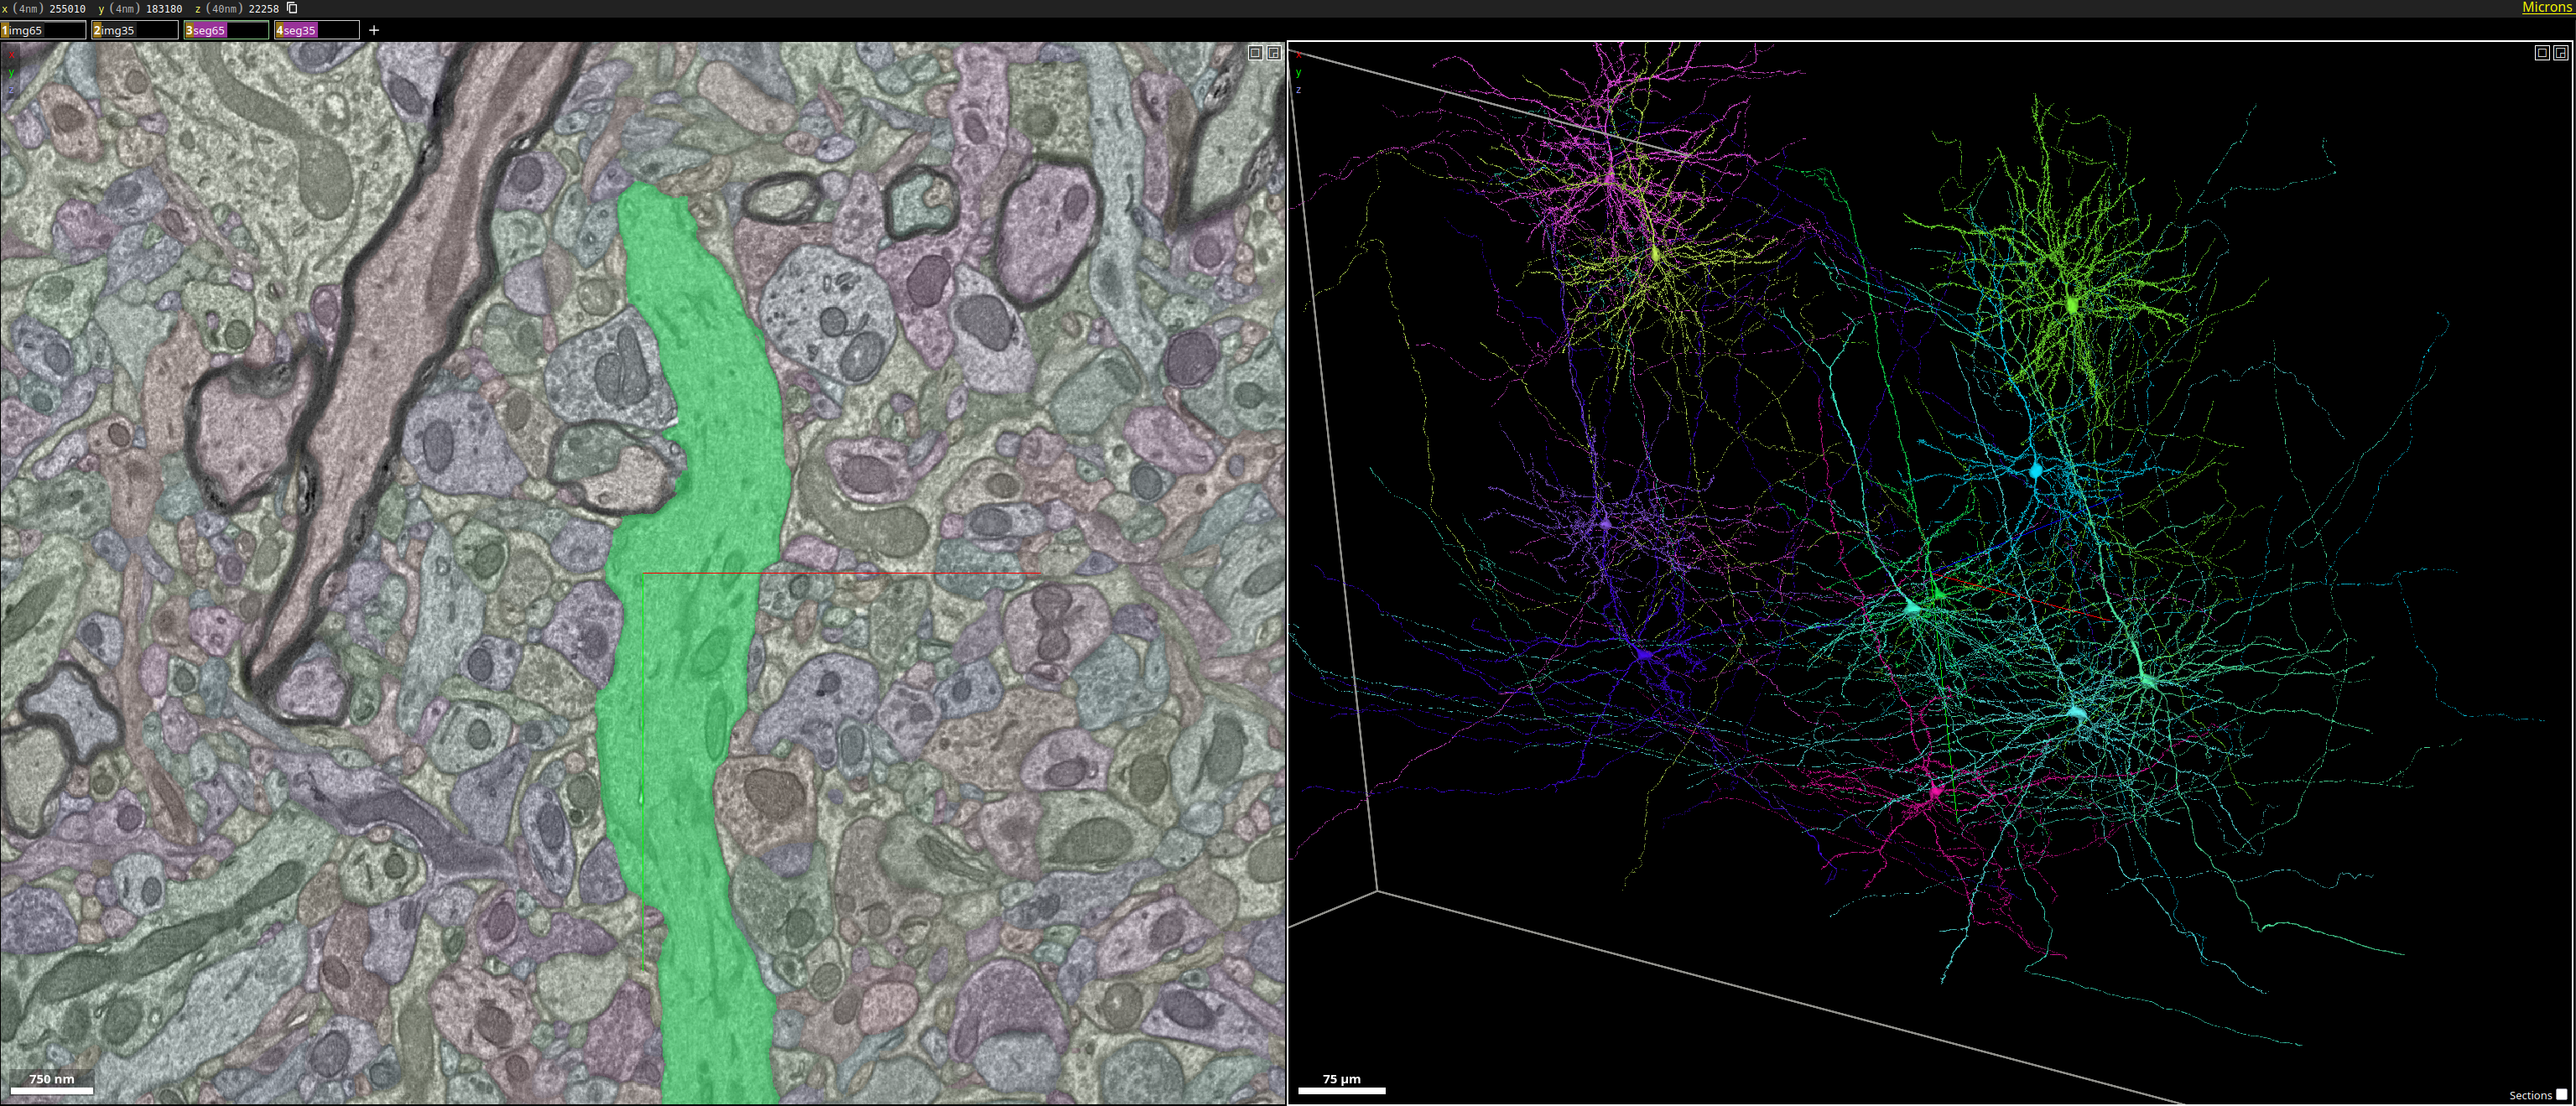 x (4nm) 255010 y (4nm) 183180 z (40nm) 22258
Microns
1 img65 2 img35 3 seg65 4 seg35 +
x
y
z
750 nm
x
y
z
75 µm
Sections